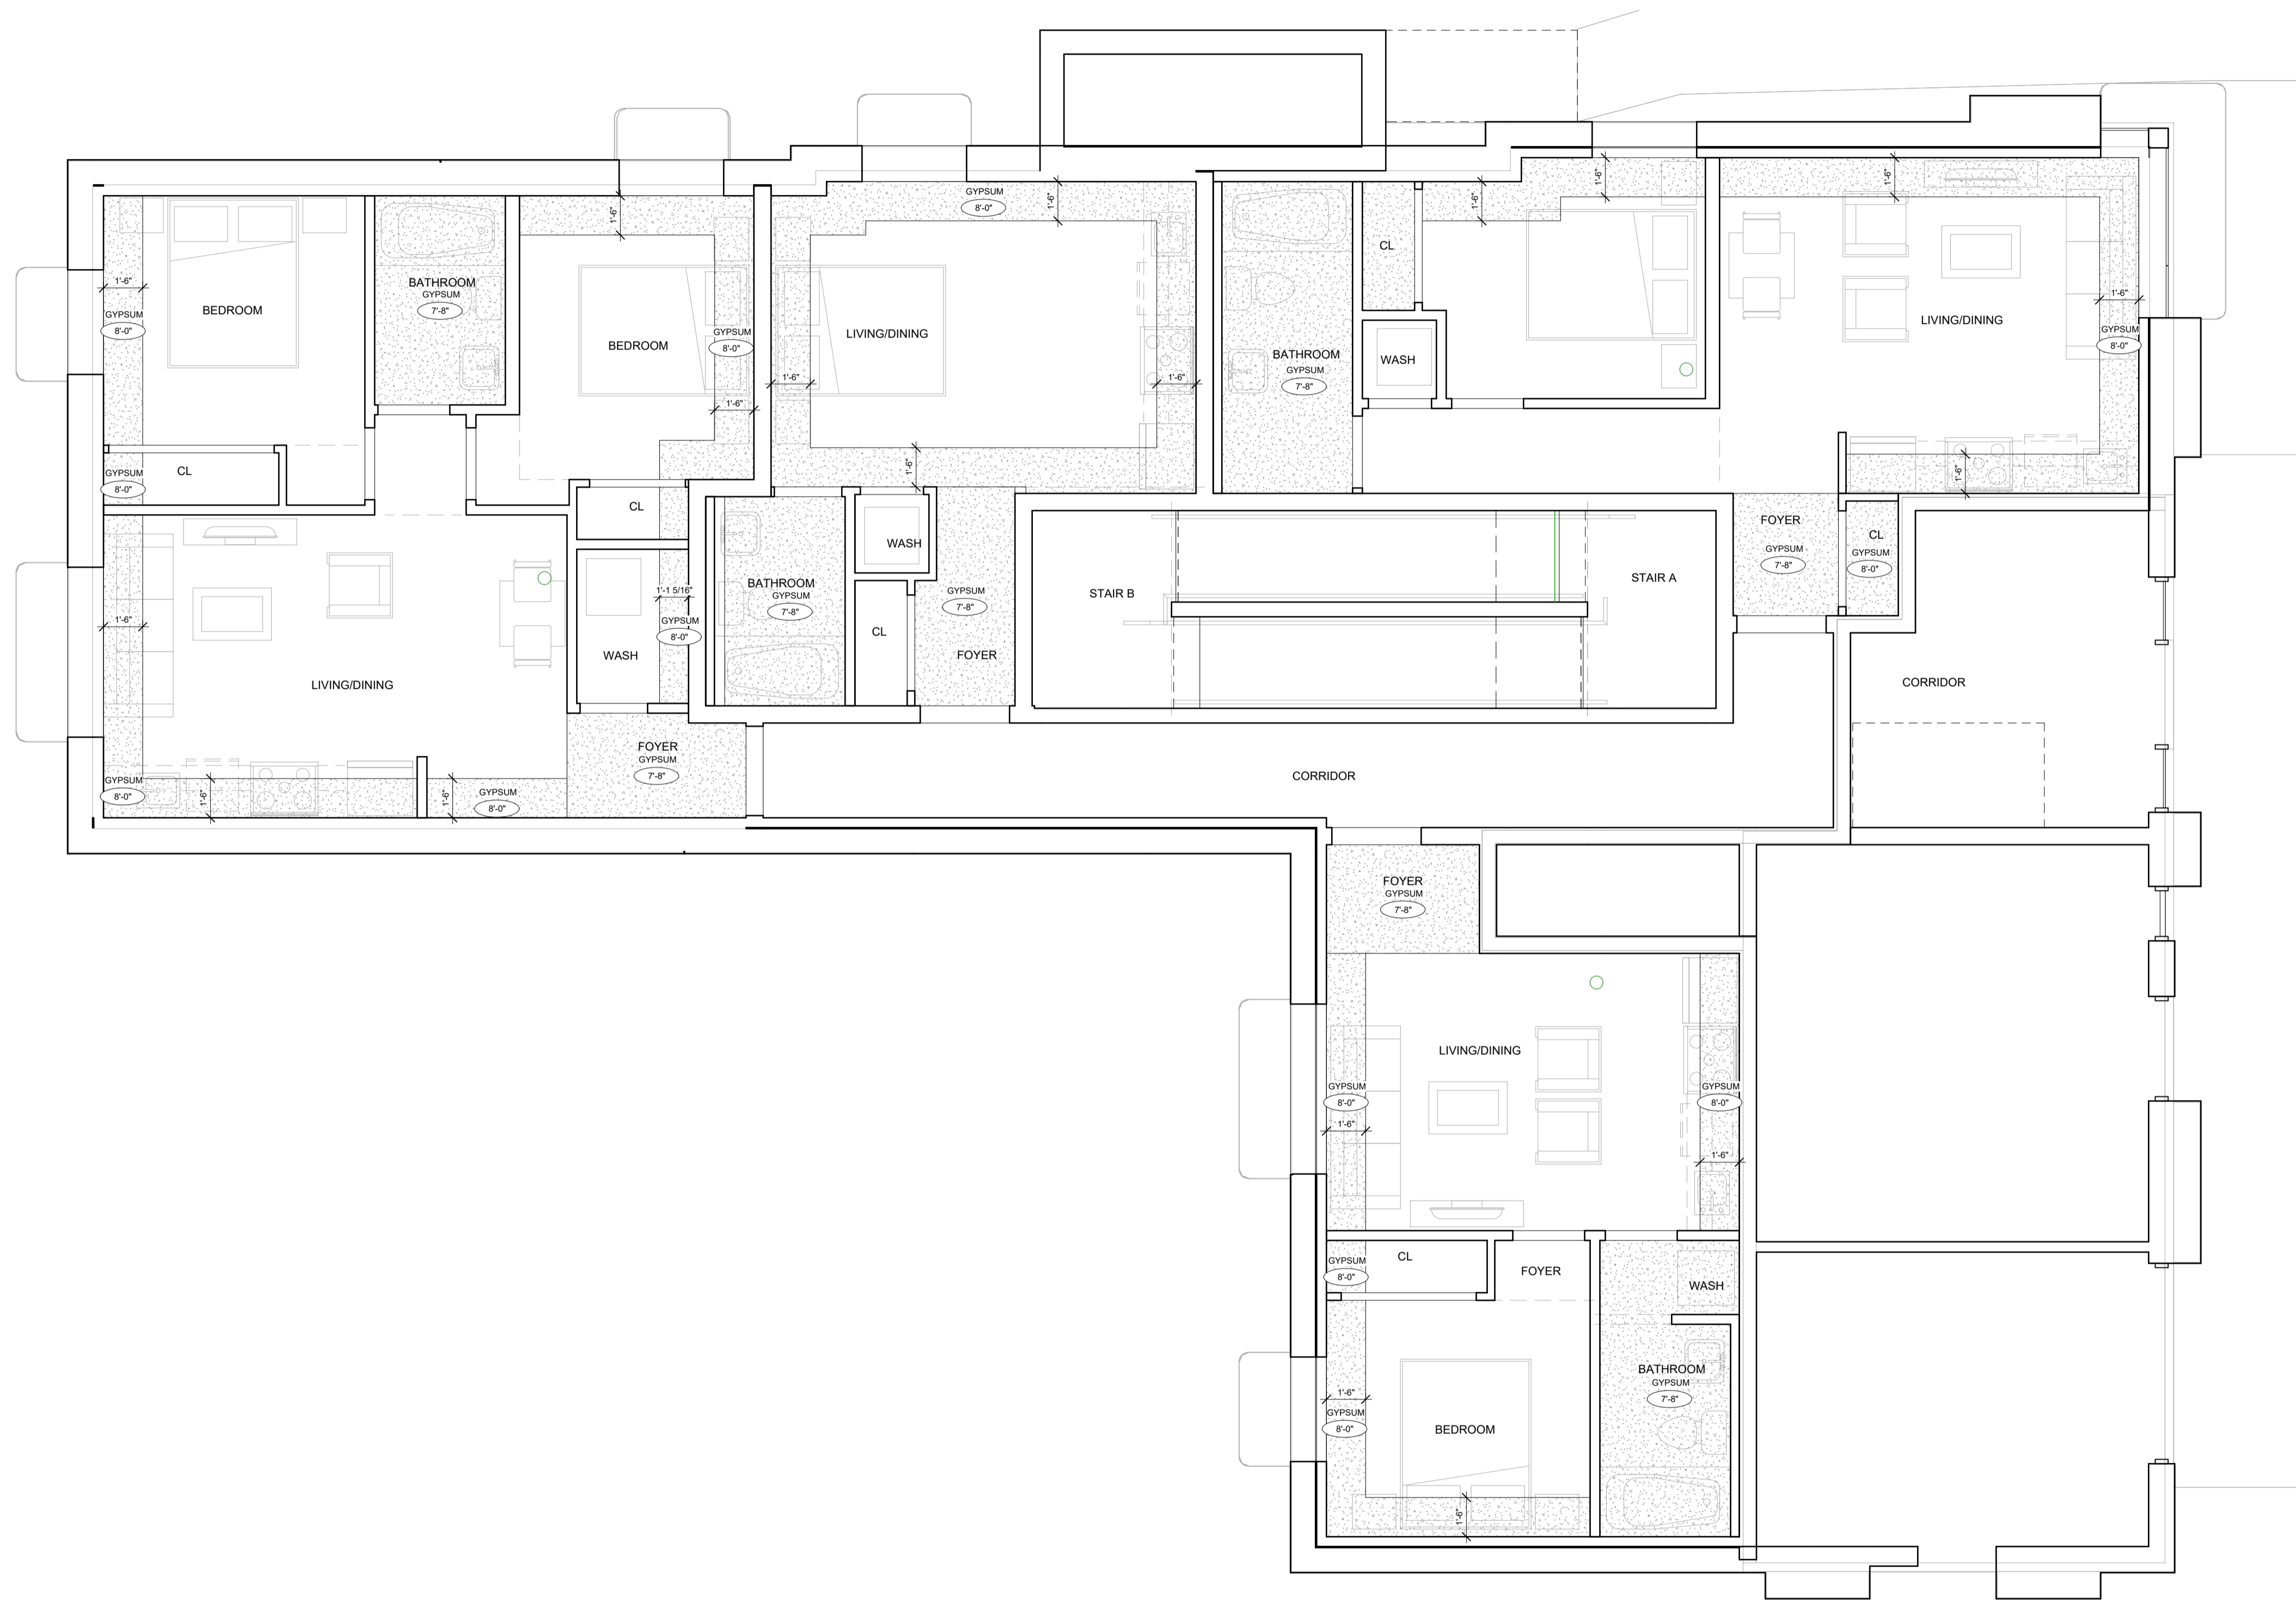 GYPSUM
8'-0"
1'-6"
1'-6"
1'-6"
1'-6"
1'-6"
CL
BATHROOM
GYPSUM
7'-8"
1'-6"
GYPSUM
8'-0"
BEDROOM
1'-6"
GYPSUM
8'-0"
BEDROOM
GYPSUM
8'-0"
1'-6"
LIVING/DINING
1'-6"
1'-6"
BATHROOM
GYPSUM
7'-8"
WASH
LIVING/DINING
1'-6"
GYPSUM
8'-0"
CL
GYPSUM
8'-0"
CL
1'-6"
1'-6"
WASH
FOYER
GYPSUM
7'-8"
CL
GYPSUM
8'-0"
1'-1 5/16"
GYPSUM
8'-0"
BATHROOM
GYPSUM
7'-8"
GYPSUM
7'-8"
STAIR B
STAIR A
1'-6"
WASH
CL
FOYER
LIVING/DINING
CORRIDOR
FOYER
GYPSUM
7'-8"
CORRIDOR
GYPSUM
8'-0"
1'-6"
1'-6"
GYPSUM
8'-0"
FOYER
GYPSUM
7'-8"
LIVING/DINING
GYPSUM
8'-0"
GYPSUM
8'-0"
1'-6"
1'-6"
GYPSUM
8'-0"
CL
FOYER
WASH
BATHROOM
GYPSUM
7'-8"
1'-6"
GYPSUM
8'-0"
BEDROOM
1'-6"